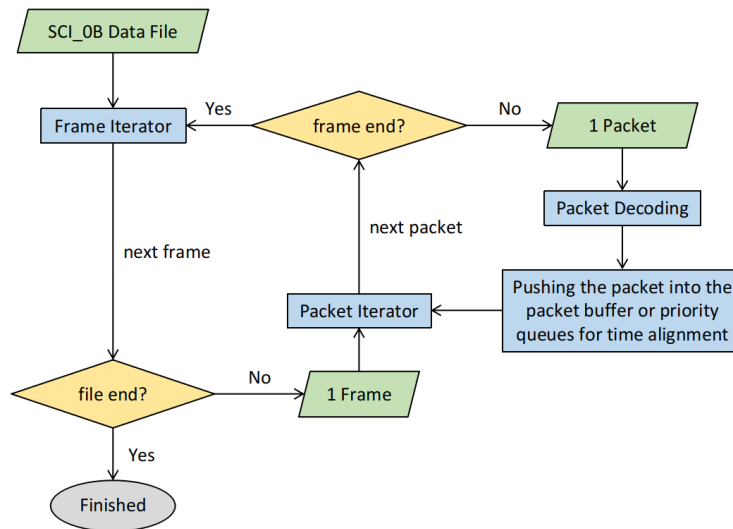 SCI_0B Data File
Yes
No
Frame Iterator
frame end?
1 Packet
Packet Decoding
next packet
next frame
Pushing the packet into the
packet buffer or priority
queues for time alignment
Packet Iterator
No
file end?
1 Frame
Yes
Finished